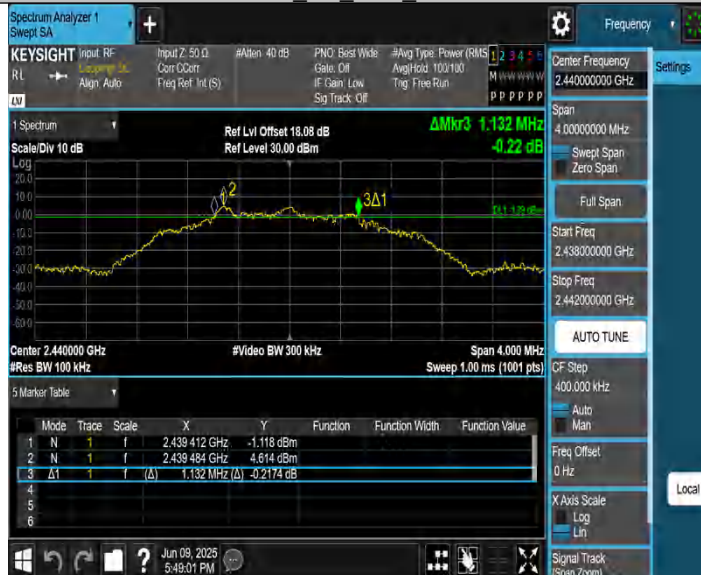 Spectrum Analyzer 1
Swept SA
Frequency
KEYSIGHT
RL
Input: RF
Align: Auto
Input Z: 50 Ω
Corr CCorr
Freq Ref: Int (S)
#Atten: 40 dB
PNO: Best Wide
Gate: Off
IF Gain: Low
Sig Track: Off
#Avg Type: Power (RMS)
Avg|Hold: 100/100
Trig: Free Run
1 2 3 4 5 6
M W W W W W
P P P P P P
LXI
Settings
Center Frequency
2.440000000 GHz
Span
4.00000000 MHz
Swept Span
Zero Span
Full Span
Start Freq
2.438000000 GHz
Stop Freq
2.442000000 GHz
AUTO TUNE
CF Step
400.000 kHz
Auto
Man
Freq Offset
0 Hz
X Axis Scale
Log
Lin
Signal Track
(Span Zoom)
Local
1 Spectrum
Scale/Div 10 dB
Ref Lvl Offset 18.08 dB
Ref Level 30.00 dBm
ΔMkr3 1.132 MHz
-0.22 dB
Log
20.0
10.0
0.00
-10.0
-20.0
-30.0
-40.0
-50.0
-60.0
2
3Δ1
Center 2.440000 GHz
#Video BW 300 kHz
Span 4.000 MHz
#Res BW 100 kHz
Sweep 1.00 ms (1001 pts)
5 Marker Table
Mode Trace Scale X Y Function Function Width Function Value
1 N 1 f 2.439 412 GHz -1.118 dBm
2 N 1 f 2.439 484 GHz 4.614 dBm
3 Δ1 1 f (Δ) 1.132 MHz (Δ) -0.2174 dB
4
5
6
?
Jun 09, 2025
5:49:01 PM